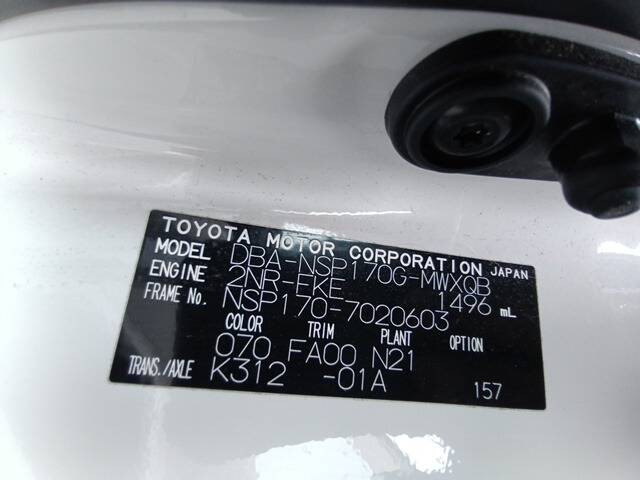 TOYOTA MOTOR CORPORATION JAPAN
MODEL DBA-NSP170G-MWXQB
ENGINE 2NR-FKE 1496 mL
FRAME No. NSP170-7020603
COLOR TRIM PLANT OPTION
070 FA00 N21
TRANS./AXLE K312 -01A
157